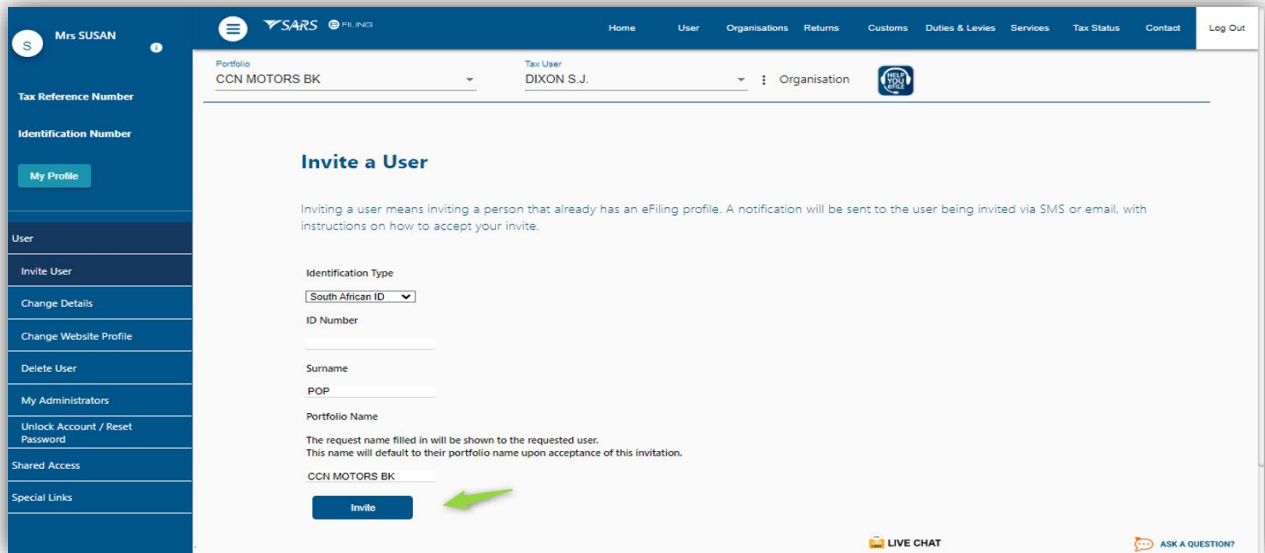 S
Mrs SUSAN
Tax Reference Number
Identification Number
My Profile
User
Invite User
Change Details
Change Website Profile
Delete User
My Administrators
Unlock Account / Reset
Password
Shared Access
Special Links
SARS eFILING
Home User Organisations Returns Customs Duties & Levies Services Tax Status Contact Log Out
Portfolio
CCN MOTORS BK
Tax User
DIXON S.J.
Organisation
HELP
YOU
eFILE
Invite a User
Inviting a user means inviting a person that already has an eFiling profile. A notification will be sent to the user being invited via SMS or email, with
instructions on how to accept your invite.
Identification Type
South African ID
ID Number
Surname
POP
Portfolio Name
The request name filled in will be shown to the requested user.
This name will default to their portfolio name upon acceptance of this invitation.
CCN MOTORS BK
Invite
LIVE CHAT
ASK A QUESTION?